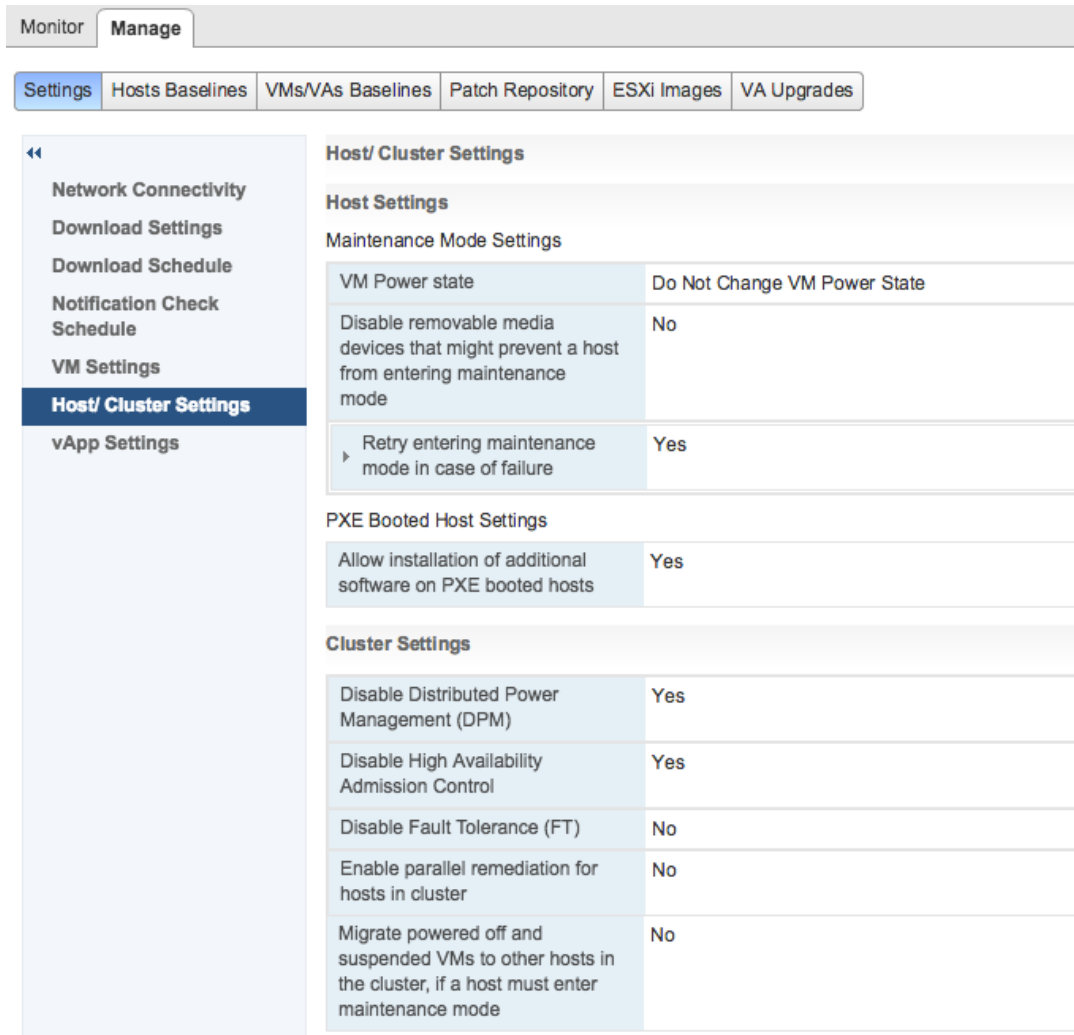 Monitor Manage
Settings Hosts Baselines VMs/VAs Baselines Patch Repository ESXi Images VA Upgrades
Network Connectivity
Download Settings
Download Schedule
Notification Check
Schedule
VM Settings
Host/ Cluster Settings
vApp Settings
Host/ Cluster Settings
Host Settings
Maintenance Mode Settings
VM Power state Do Not Change VM Power State
Disable removable media No
devices that might prevent a host
from entering maintenance
mode
Retry entering maintenance Yes
mode in case of failure
PXE Booted Host Settings
Allow installation of additional Yes
software on PXE booted hosts
Cluster Settings
Disable Distributed Power Yes
Management (DPM)
Disable High Availability Yes
Admission Control
Disable Fault Tolerance (FT) No
Enable parallel remediation for No
hosts in cluster
Migrate powered off and No
suspended VMs to other hosts in
the cluster, if a host must enter
maintenance mode